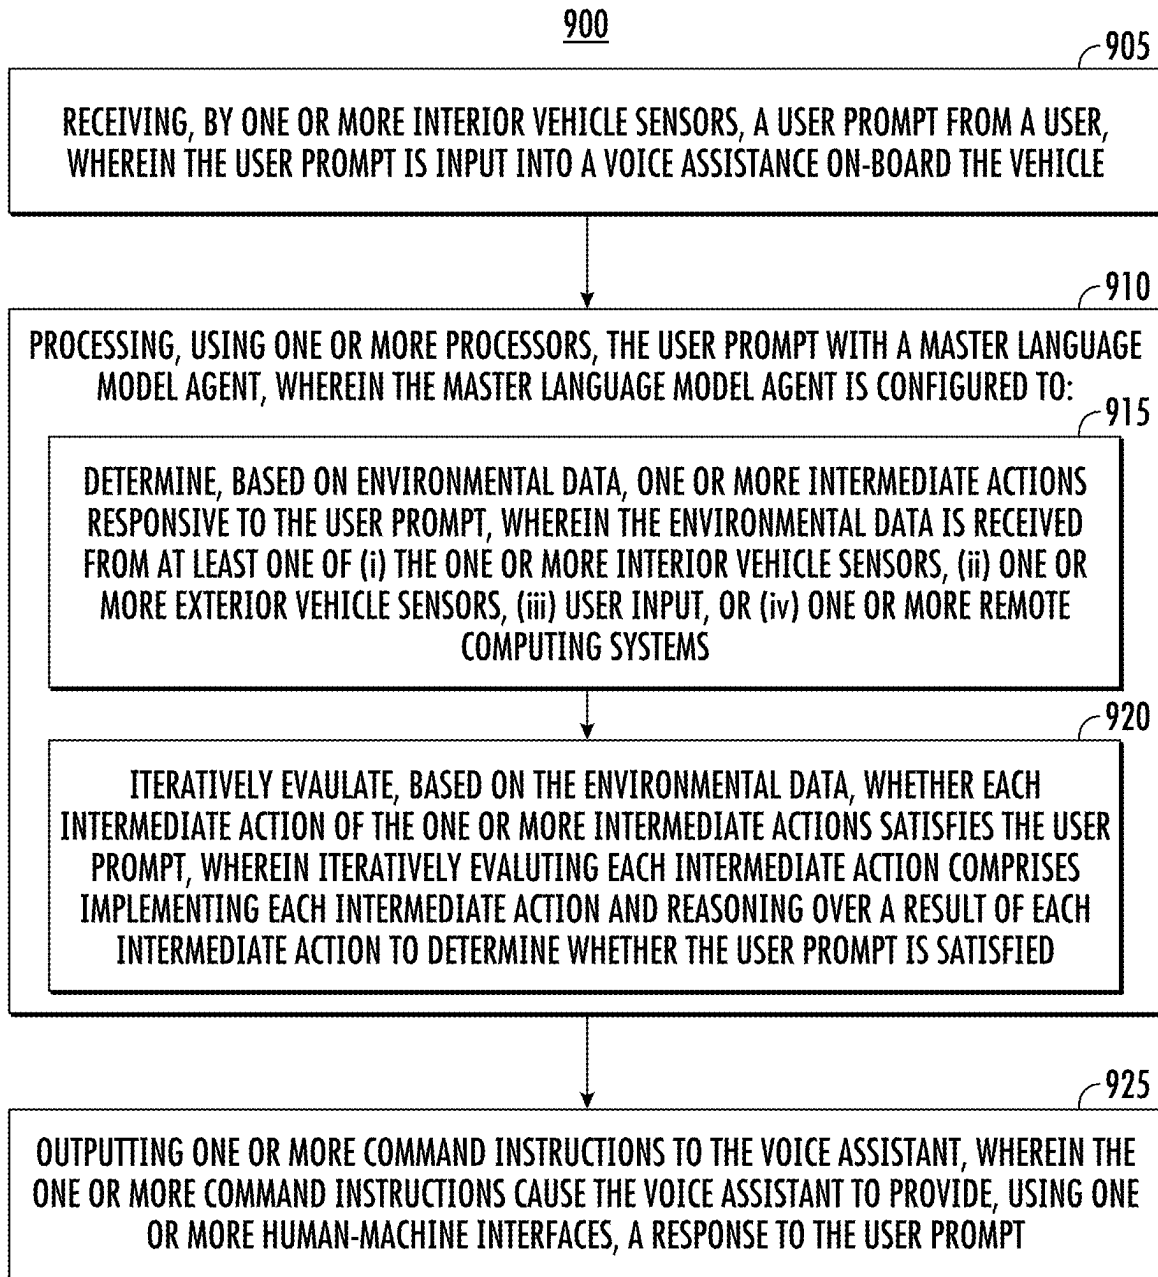 900
905
RECEIVING, BY ONE OR MORE INTERIOR VEHICLE SENSORS, A USER PROMPT FROM A USER,
WHEREIN THE USER PROMPT IS INPUT INTO A VOICE ASSISTANCE ON-BOARD THE VEHICLE
910
PROCESSING, USING ONE OR MORE PROCESSORS, THE USER PROMPT WITH A MASTER LANGUAGE
MODEL AGENT, WHEREIN THE MASTER LANGUAGE MODEL AGENT IS CONFIGURED TO:
915
DETERMINE, BASED ON ENVIRONMENTAL DATA, ONE OR MORE INTERMEDIATE ACTIONS
RESPONSIVE TO THE USER PROMPT, WHEREIN THE ENVIRONMENTAL DATA IS RECEIVED
FROM AT LEAST ONE OF (i) THE ONE OR MORE INTERIOR VEHICLE SENSORS, (ii) ONE OR
MORE EXTERIOR VEHICLE SENSORS, (iii) USER INPUT, OR (iv) ONE OR MORE REMOTE
COMPUTING SYSTEMS
920
ITERATIVELY EVAULATE, BASED ON THE ENVIRONMENTAL DATA, WHETHER EACH
INTERMEDIATE ACTION OF THE ONE OR MORE INTERMEDIATE ACTIONS SATISFIES THE USER
PROMPT, WHEREIN ITERATIVELY EVALUTING EACH INTERMEDIATE ACTION COMPRISES
IMPLEMENTING EACH INTERMEDIATE ACTION AND REASONING OVER A RESULT OF EACH
INTERMEDIATE ACTION TO DETERMINE WHETHER THE USER PROMPT IS SATISFIED
925
OUTPUTTING ONE OR MORE COMMAND INSTRUCTIONS TO THE VOICE ASSISTANT, WHEREIN THE
ONE OR MORE COMMAND INSTRUCTIONS CAUSE THE VOICE ASSISTANT TO PROVIDE, USING ONE
OR MORE HUMAN-MACHINE INTERFACES, A RESPONSE TO THE USER PROMPT